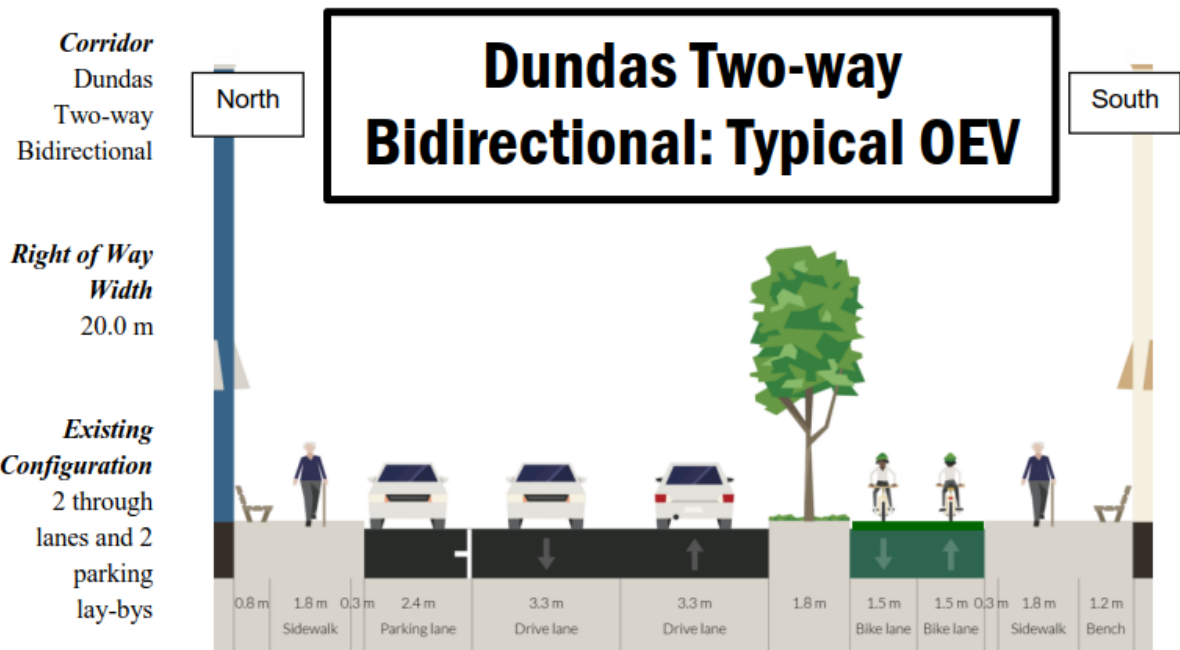 Corridor
Dundas
Two-way
Bidirectional
Right of Way
Width
20.0 m
Existing
Configuration
2 through
lanes and 2
parking
lay-bys
North
Dundas Two-way
Bidirectional: Typical OEV
South
0.8 m 1.8 m 0.3 m 2.4 m 3.3 m 3.3 m 1.8 m 1.5 m 1.5 m 0.3 m 1.8 m 1.2 m
Sidewalk Parking lane Drive lane Drive lane Bike lane Bike lane Sidewalk Bench